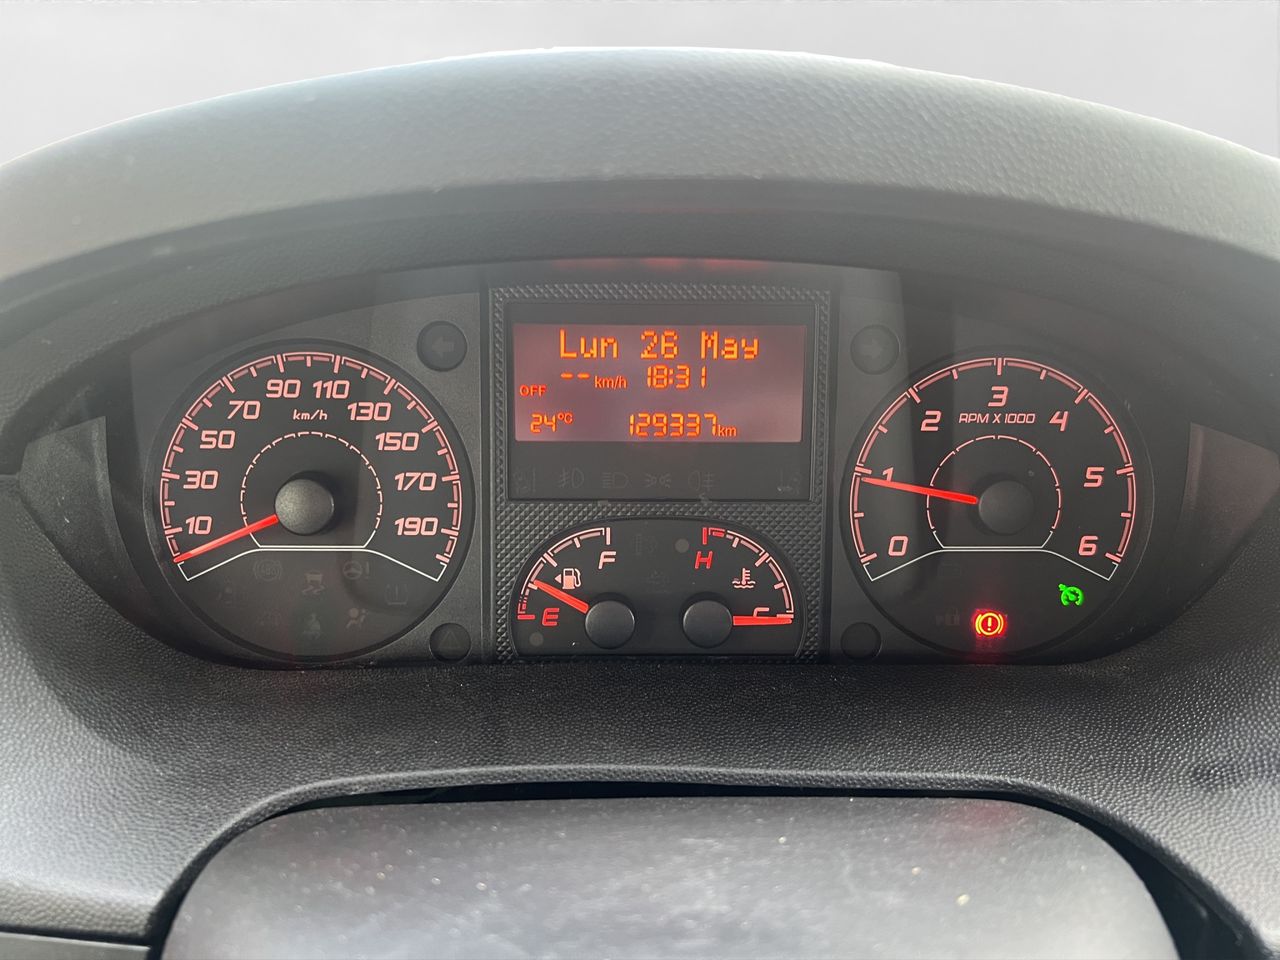 Lun 26 May
OFF -- km/h 18:31
24°C 129337km
10 30 50 70 90 110 130 150 170 190
km/h
0 1 2 3 4 5 6
RPM X 1000
F
E
H
C